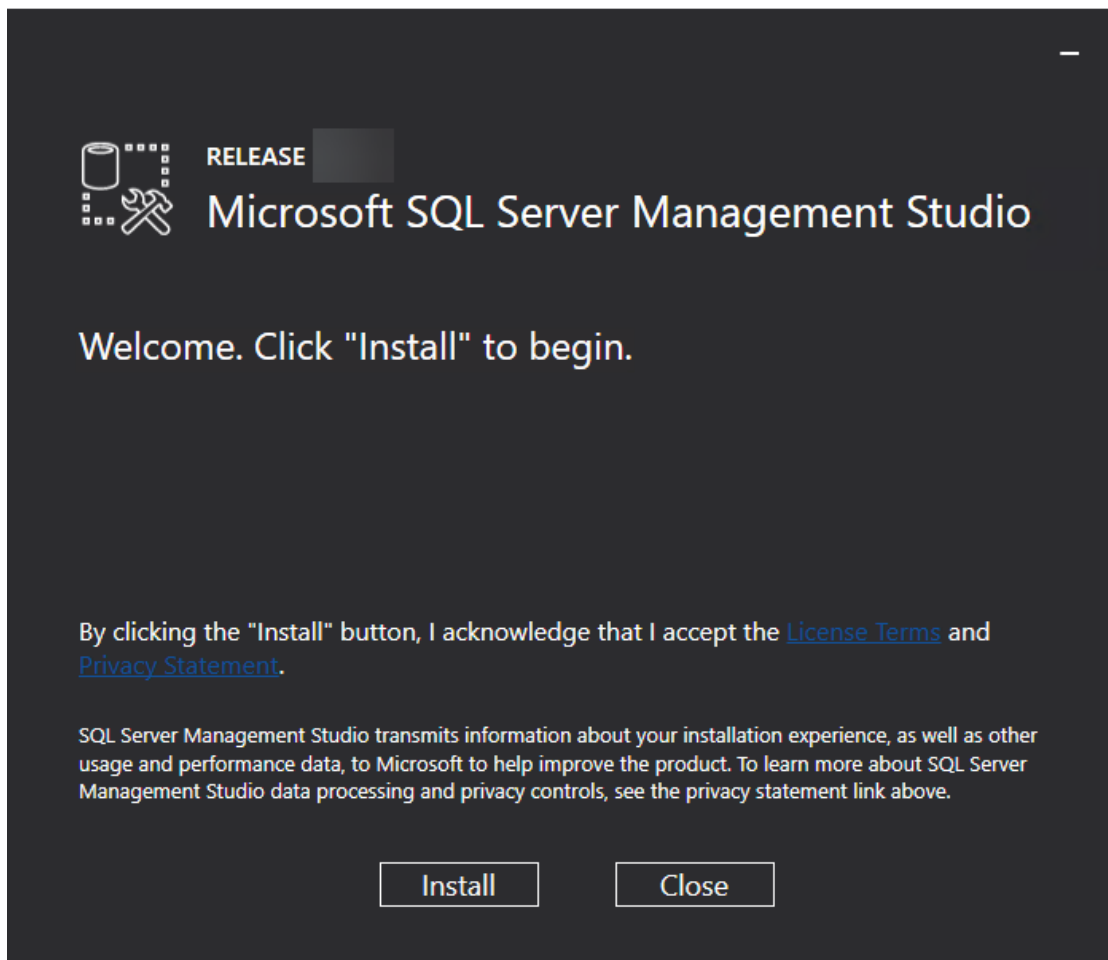 RELEASE
Microsoft SQL Server Management Studio
Welcome. Click "Install" to begin.
By clicking the "Install" button, I acknowledge that I accept the License Terms and
Privacy Statement.
SQL Server Management Studio transmits information about your installation experience, as well as other
usage and performance data, to Microsoft to help improve the product. To learn more about SQL Server
Management Studio data processing and privacy controls, see the privacy statement link above.
Install
Close